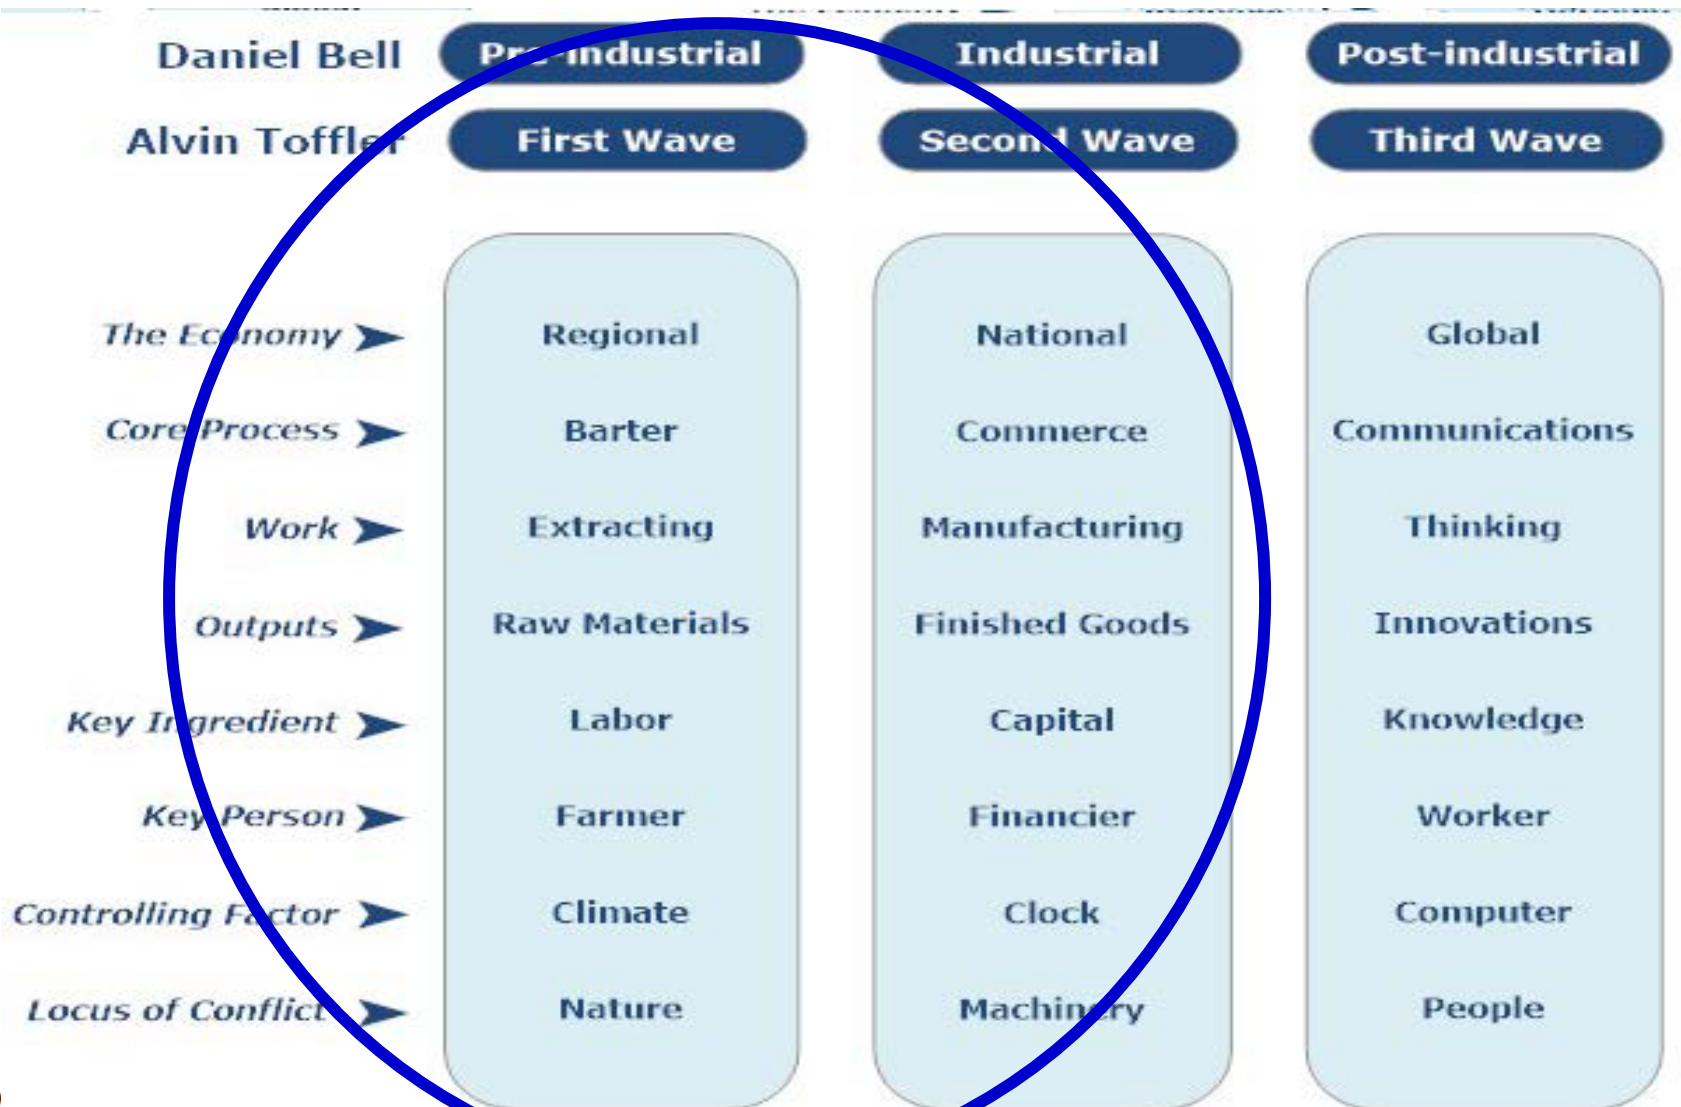 Daniel Bell Pre-industrial Industrial Post-industrial
Alvin Toffler First Wave Second Wave Third Wave
The Economy Regional National Global
Core Process Barter Commerce Communications
Work Extracting Manufacturing Thinking
Outputs Raw Materials Finished Goods Innovations
Key Ingredient Labor Capital Knowledge
Key Person Farmer Financier Worker
Controlling Factor Climate Clock Computer
Locus of Conflict Nature Machinery People